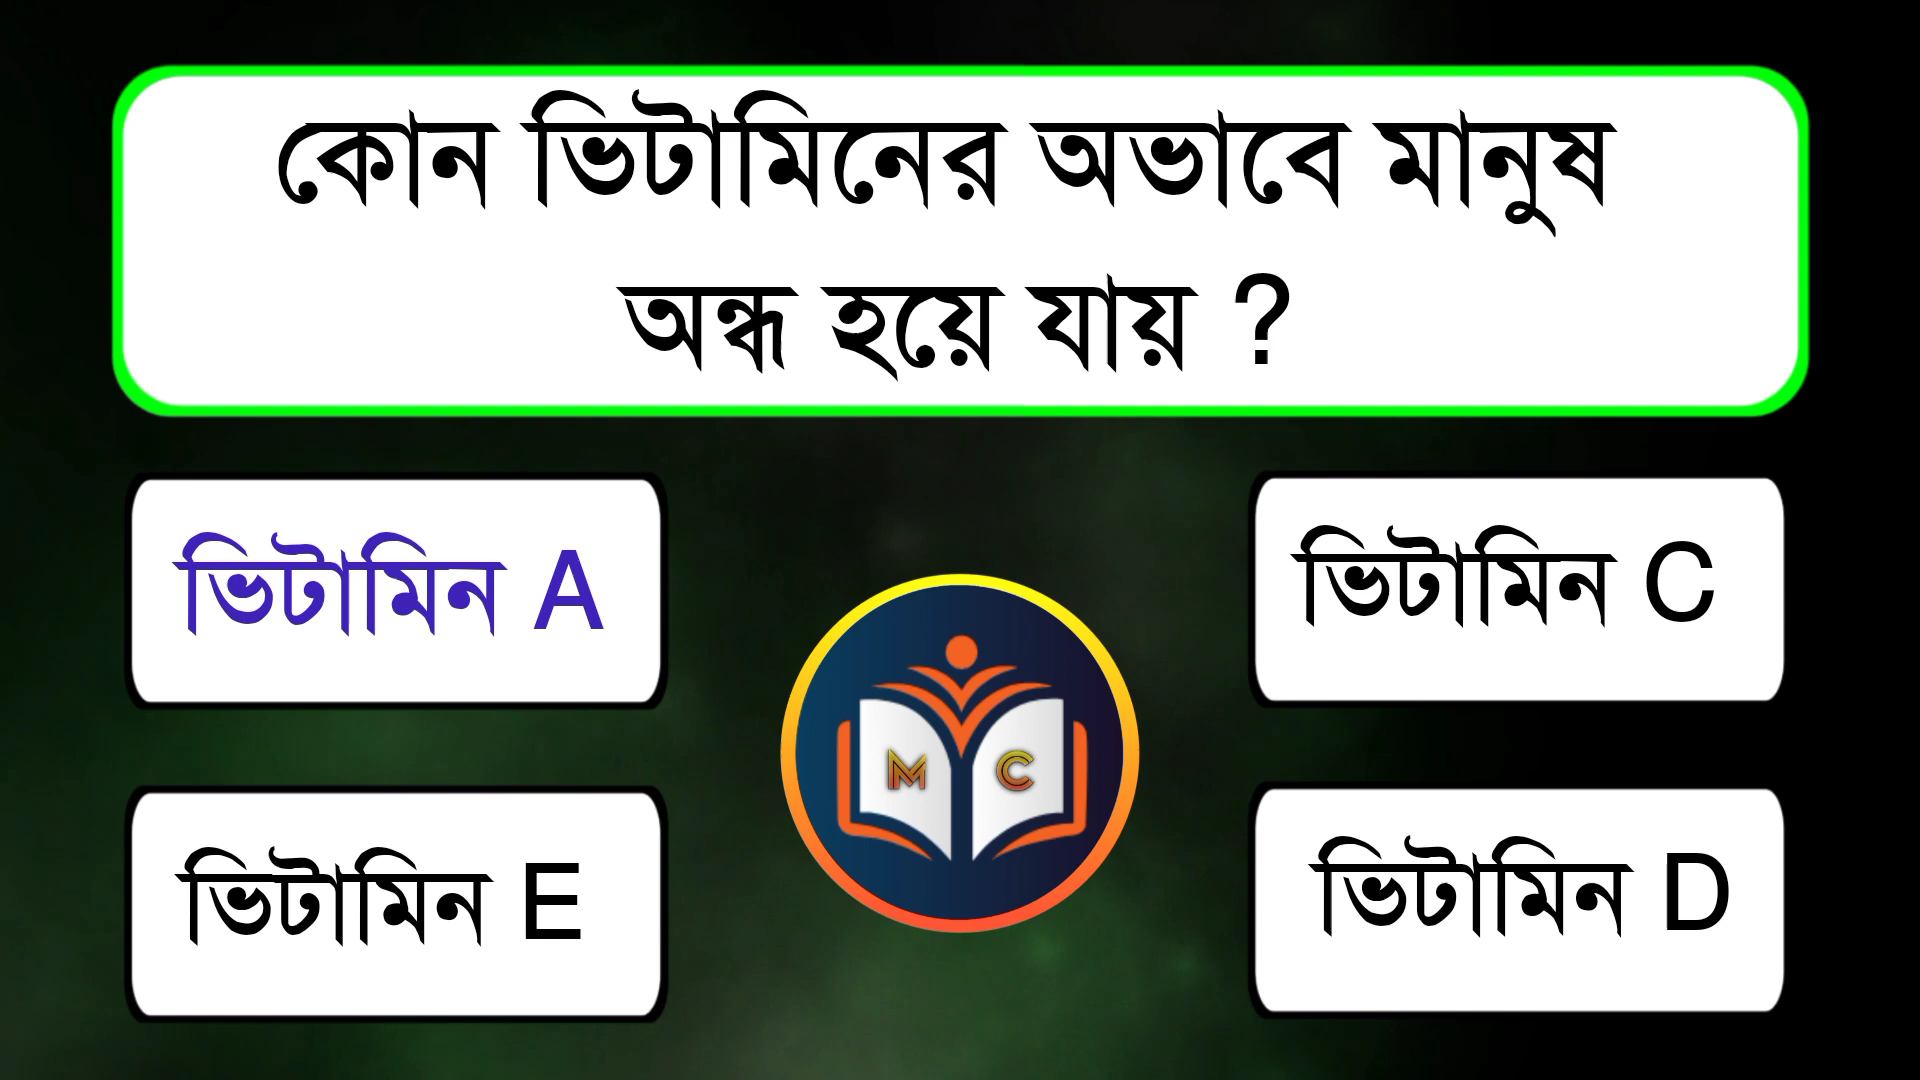 কোন ভিটামিনের অভাবে মানুষ
অন্ধ হয়ে যায় ?
ভিটামিন A
ভিটামিন C
M C
ভিটামিন E
ভিটামিন D